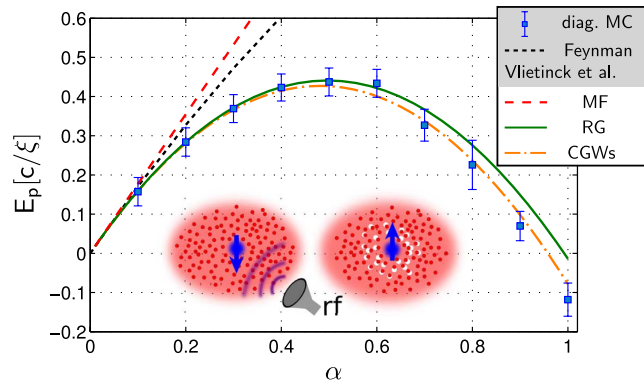 0.6
0.5
0.4
0.3
0.2
0.1
0
-0.1
-0.2
E_p [c/ξ]
0 0.2 0.4 0.6 0.8 1
α
diag. MC
Feynman
Vlietinck et al.
MF
RG
CGWs
rf